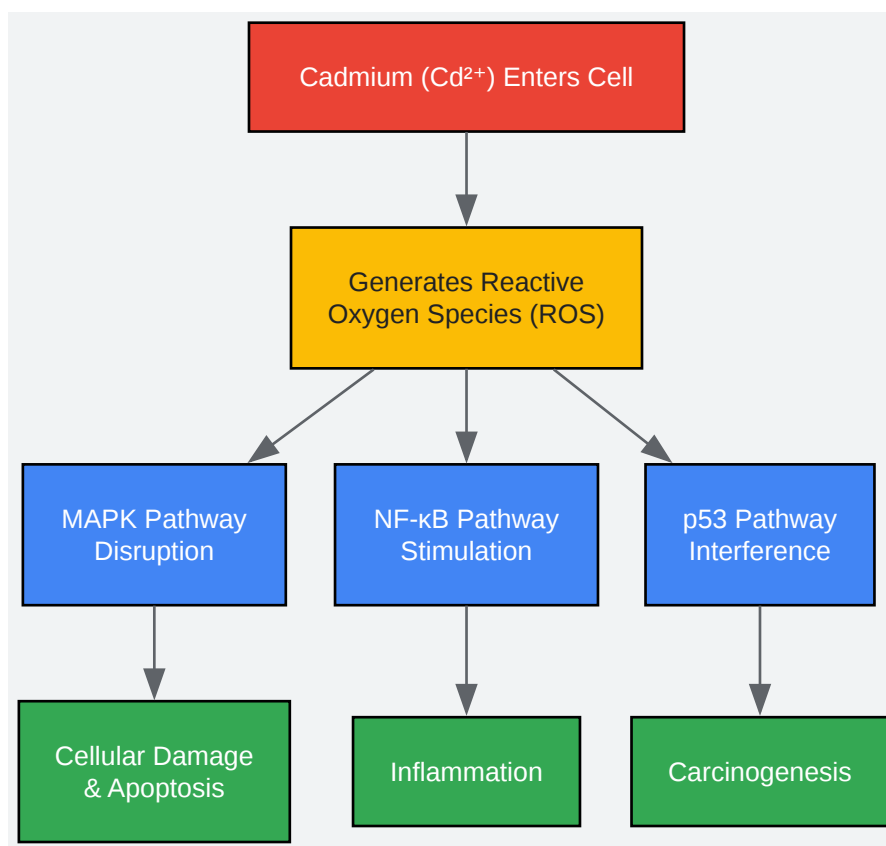 Cadmium (Cd²⁺) Enters Cell
Generates Reactive
Oxygen Species (ROS)
MAPK Pathway
Disruption
NF-κB Pathway
Stimulation
p53 Pathway
Interference
Cellular Damage
& Apoptosis
Inflammation
Carcinogenesis